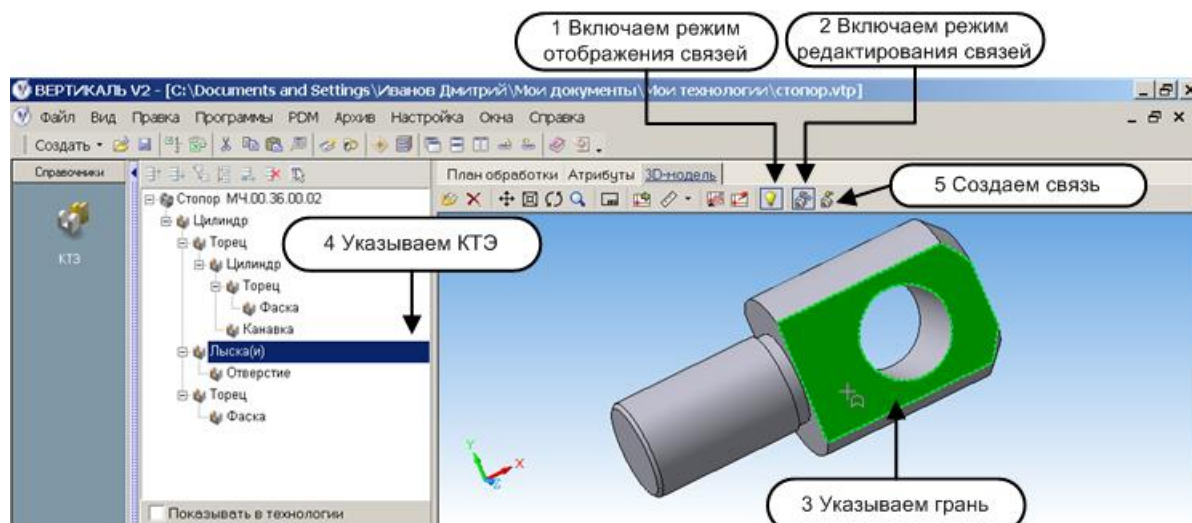 1 Включаем режим
отображения связей
2 Включаем режим
редактирования связей
ВЕРТИКАЛЬ V2 - [C:\Documents and Settings\Иванов Дмитрий\Мои документы\Мои технологии\стопор.vtp]
Файл Вид Правка Программы PDM Архив Настройка Окна Справка
Создать
Справочники
КТЭ
План обработки Атрибуты 3D-модель
5 Создаем связь
Стопор МЧ.00.36.00.02
Цилиндр
Торец
4 Указываем КТЭ
Цилиндр
Торец
Фаска
Канавка
Лыска(и)
Отверстие
Торец
Фаска
Y
X
Z
3 Указываем грань
Показывать в технологии